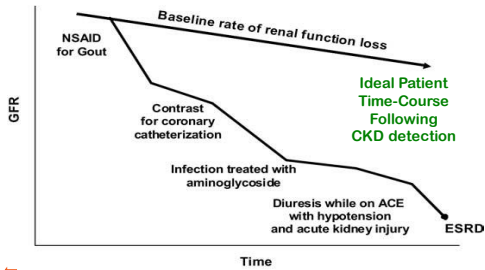 Baseline rate of renal function loss
NSAID
for Gout
Ideal Patient
Time-Course
Following
CKD detection
GFR
Contrast
for coronary
catheterization
Infection treated with
aminoglycoside
Diuresis while on ACE
with hypotension
and acute kidney injury
ESRD
Time